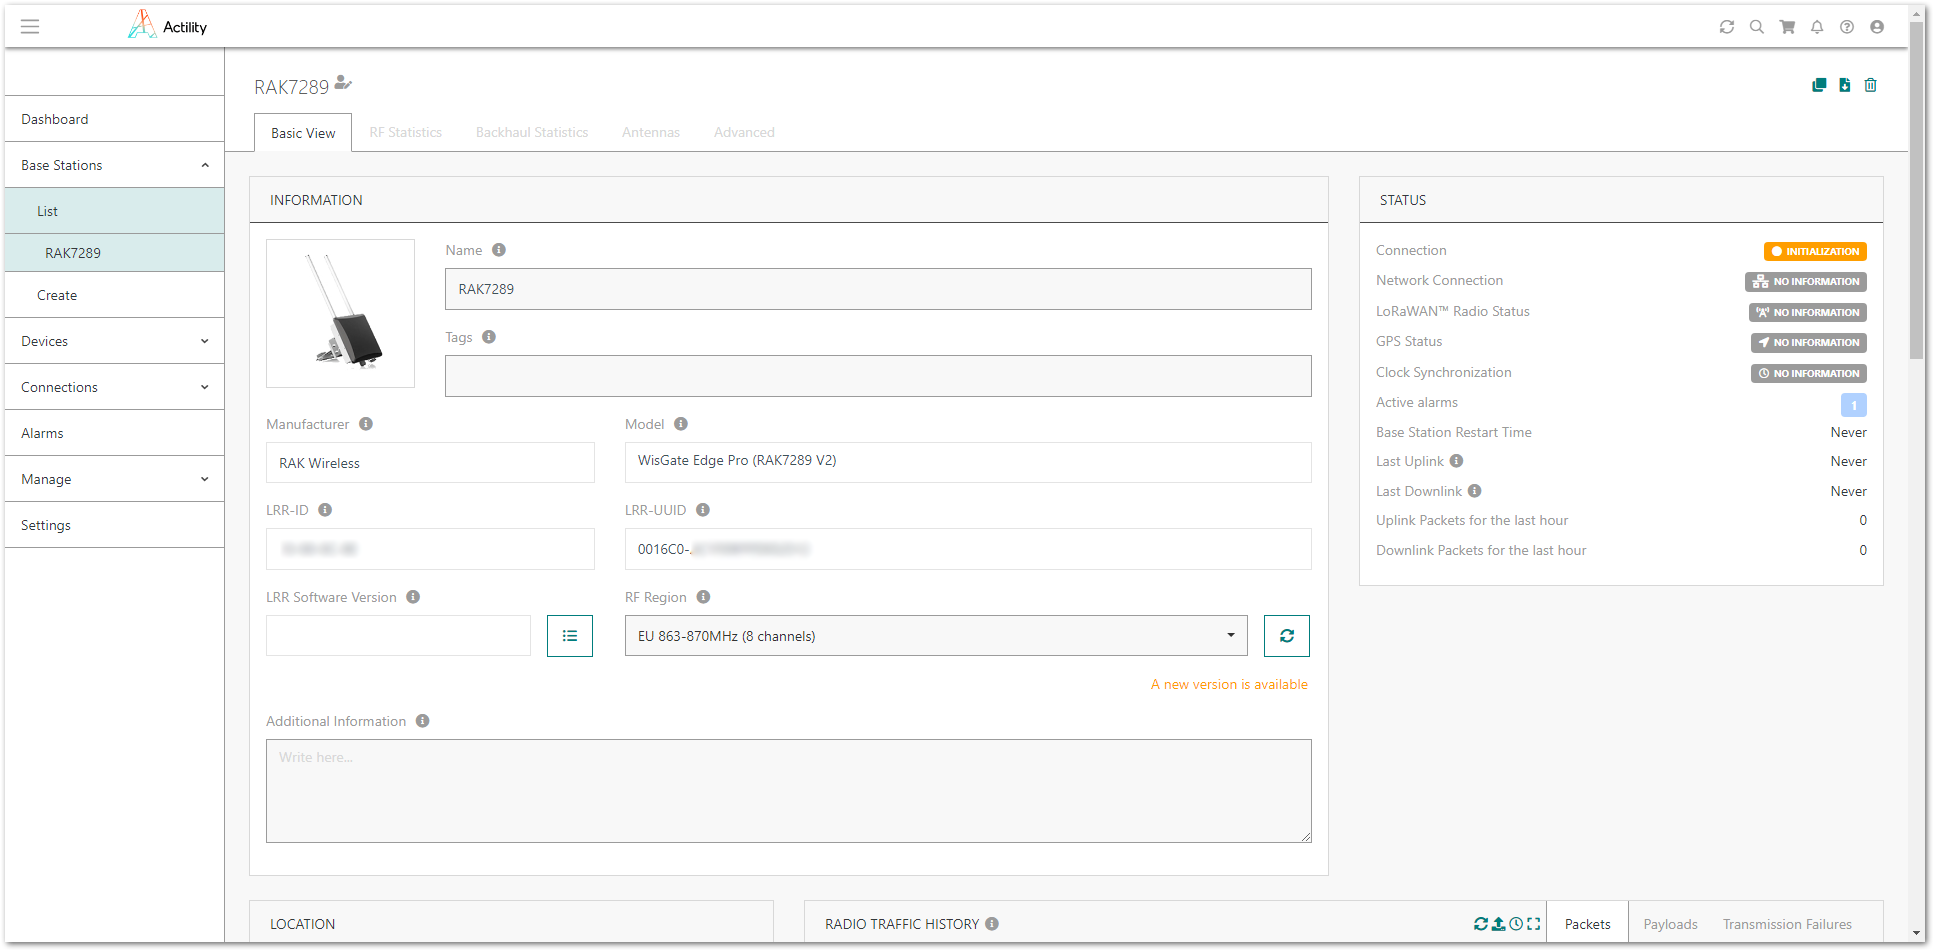 Actility
Dashboard
Base Stations
List
RAK7289
Create
Devices
Connections
Alarms
Manage
Settings
RAK7289
Basic View
RF Statistics
Backhaul Statistics
Antennas
Advanced
INFORMATION
Name
RAK7289
Tags
Manufacturer
RAK Wireless
Model
WisGate Edge Pro (RAK7289 V2)
LRR-ID
LRR-UUID
0016C0-
LRR Software Version
RF Region
EU 863-870MHz (8 channels)
A new version is available
Additional Information
Write here...
STATUS
Connection INITIALIZATION
Network Connection NO INFORMATION
LoRaWAN™ Radio Status NO INFORMATION
GPS Status NO INFORMATION
Clock Synchronization NO INFORMATION
Active alarms 1
Base Station Restart Time Never
Last Uplink Never
Last Downlink Never
Uplink Packets for the last hour 0
Downlink Packets for the last hour 0
LOCATION
RADIO TRAFFIC HISTORY
Packets
Payloads
Transmission Failures